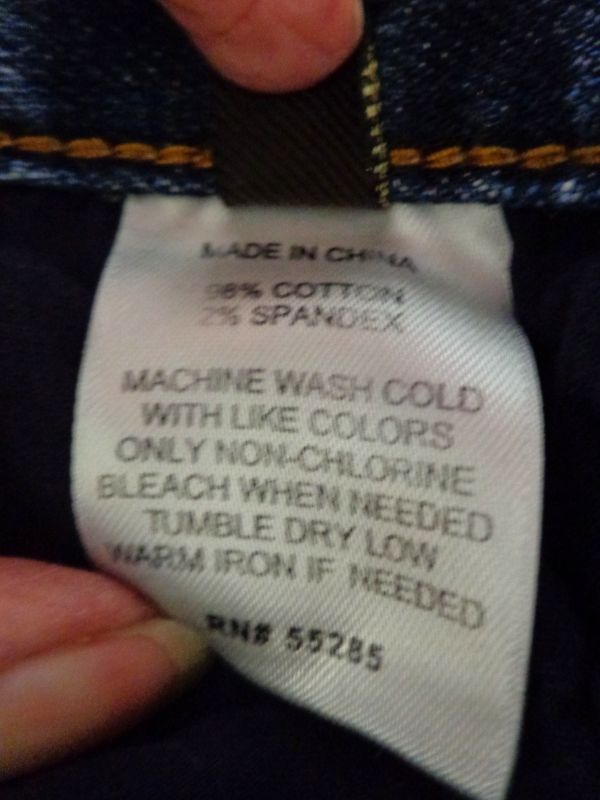 MADE IN CHINA
98% COTTON
2% SPANDEX
MACHINE WASH COLD
WITH LIKE COLORS
ONLY NON-CHLORINE
BLEACH WHEN NEEDED
TUMBLE DRY LOW
WARM IRON IF NEEDED
RN# 55285